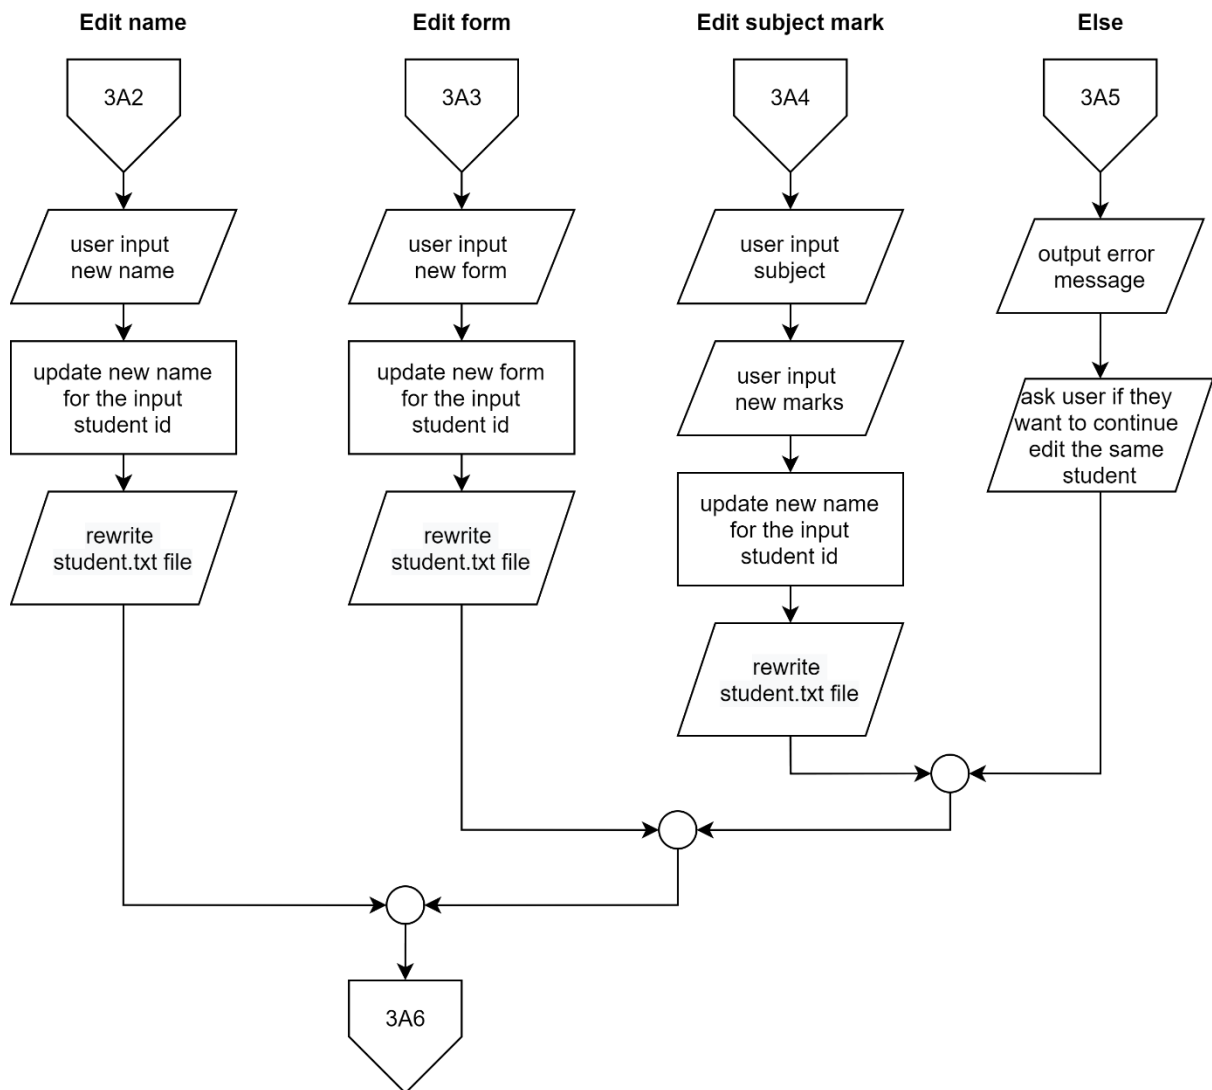 Edit name
3A2
user input
new name
update new name
for the input
student id
rewrite
student.txt file
Edit form
3A3
user input
new form
update new form
for the input
student id
rewrite
student.txt file
Edit subject mark
3A4
user input
subject
user input
new marks
update new name
for the input
student id
rewrite
student.txt file
Else
3A5
output error
message
ask user if they
want to continue
edit the same
student
3A6